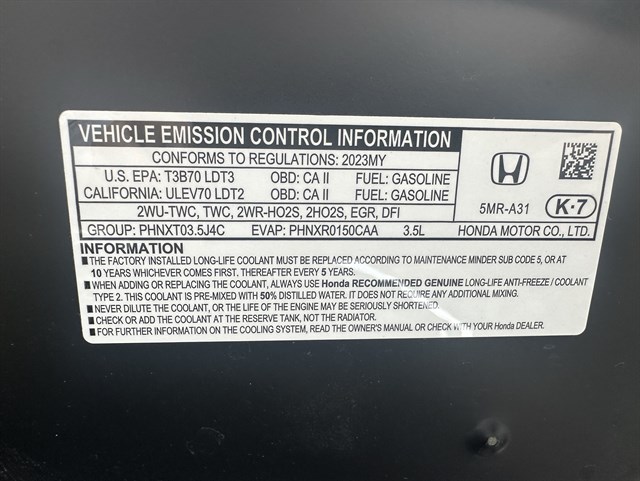 VEHICLE EMISSION CONTROL INFORMATION
CONFORMS TO REGULATIONS: 2023MY
U.S. EPA: T3B70 LDT3 OBD: CA II FUEL: GASOLINE
CALIFORNIA: ULEV70 LDT2 OBD: CA II FUEL: GASOLINE
2WU-TWC, TWC, 2WR-HO2S, 2HO2S, EGR, DFI
GROUP: PHNXT03.5J4C EVAP: PHNXR0150CAA 3.5L
5MR-A31 K·7
HONDA MOTOR CO., LTD.
INFORMATION
■ THE FACTORY INSTALLED LONG-LIFE COOLANT MUST BE REPLACED ACCORDING TO MAINTENANCE MINDER SUB CODE 5, OR AT
10 YEARS WHICHEVER COMES FIRST. THEREAFTER EVERY 5 YEARS.
■ WHEN ADDING OR REPLACING THE COOLANT, ALWAYS USE Honda RECOMMENDED GENUINE LONG-LIFE ANTI-FREEZE / COOLANT
TYPE 2. THIS COOLANT IS PRE-MIXED WITH 50% DISTILLED WATER. IT DOES NOT REQUIRE ANY ADDITIONAL MIXING.
■ NEVER DILUTE THE COOLANT, OR THE LIFE OF THE ENGINE MAY BE SERIOUSLY SHORTENED.
■ CHECK OR ADD THE COOLANT AT THE RESERVE TANK, NOT THE RADIATOR.
■ FOR FURTHER INFORMATION ON THE COOLING SYSTEM, READ THE OWNER'S MANUAL OR CHECK WITH YOUR Honda DEALER.